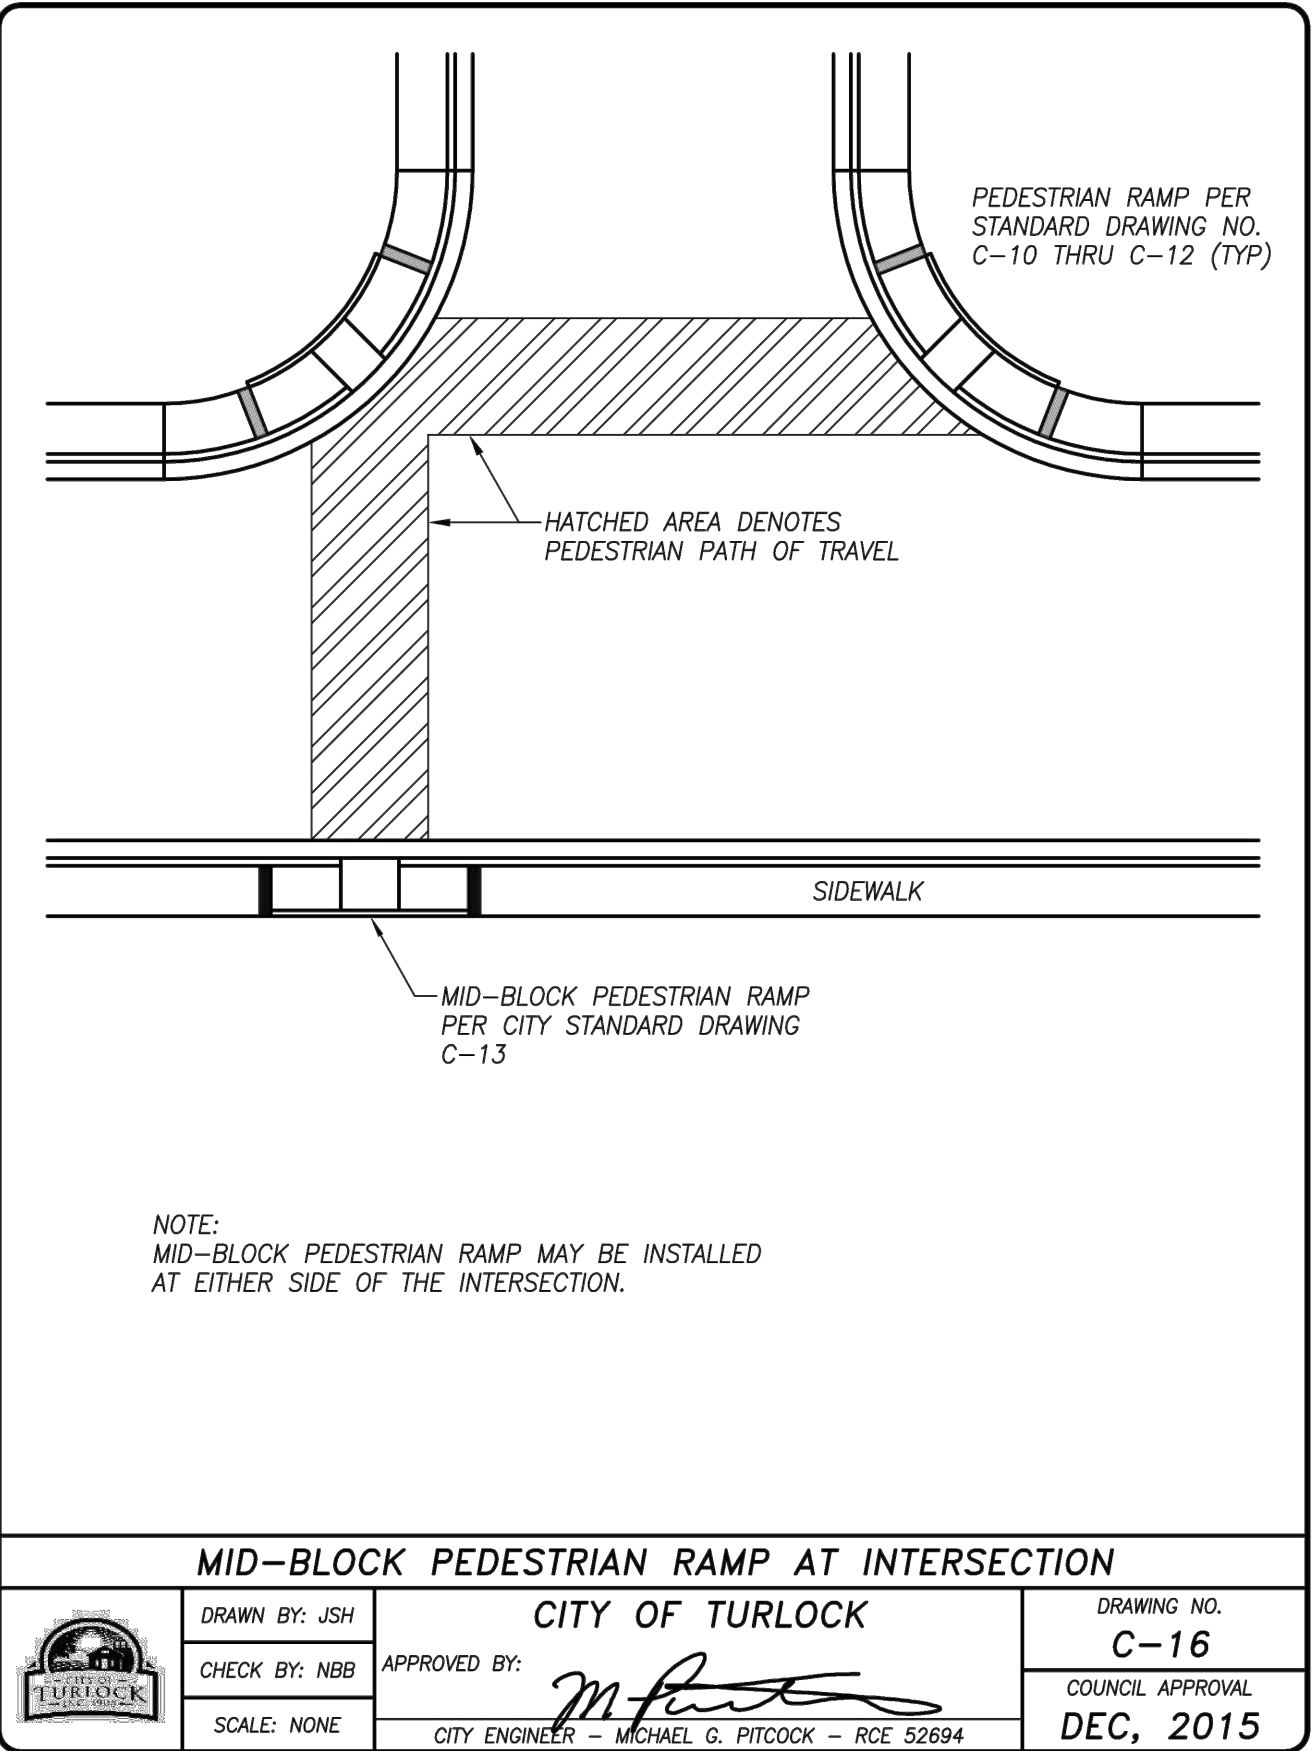 PEDESTRIAN RAMP PER
STANDARD DRAWING NO.
C-10 THRU C-12 (TYP)
HATCHED AREA DENOTES
PEDESTRIAN PATH OF TRAVEL
SIDEWALK
MID-BLOCK PEDESTRIAN RAMP
PER CITY STANDARD DRAWING
C-13
NOTE:
MID-BLOCK PEDESTRIAN RAMP MAY BE INSTALLED
AT EITHER SIDE OF THE INTERSECTION.
MID-BLOCK PEDESTRIAN RAMP AT INTERSECTION
CITY OF
TURLOCK
DRAWN BY: JSH
CHECK BY: NBB
SCALE: NONE
CITY OF TURLOCK
APPROVED BY:
CITY ENGINEER - MICHAEL G. PITCOCK - RCE 52694
DRAWING NO.
C-16
COUNCIL APPROVAL
DEC, 2015